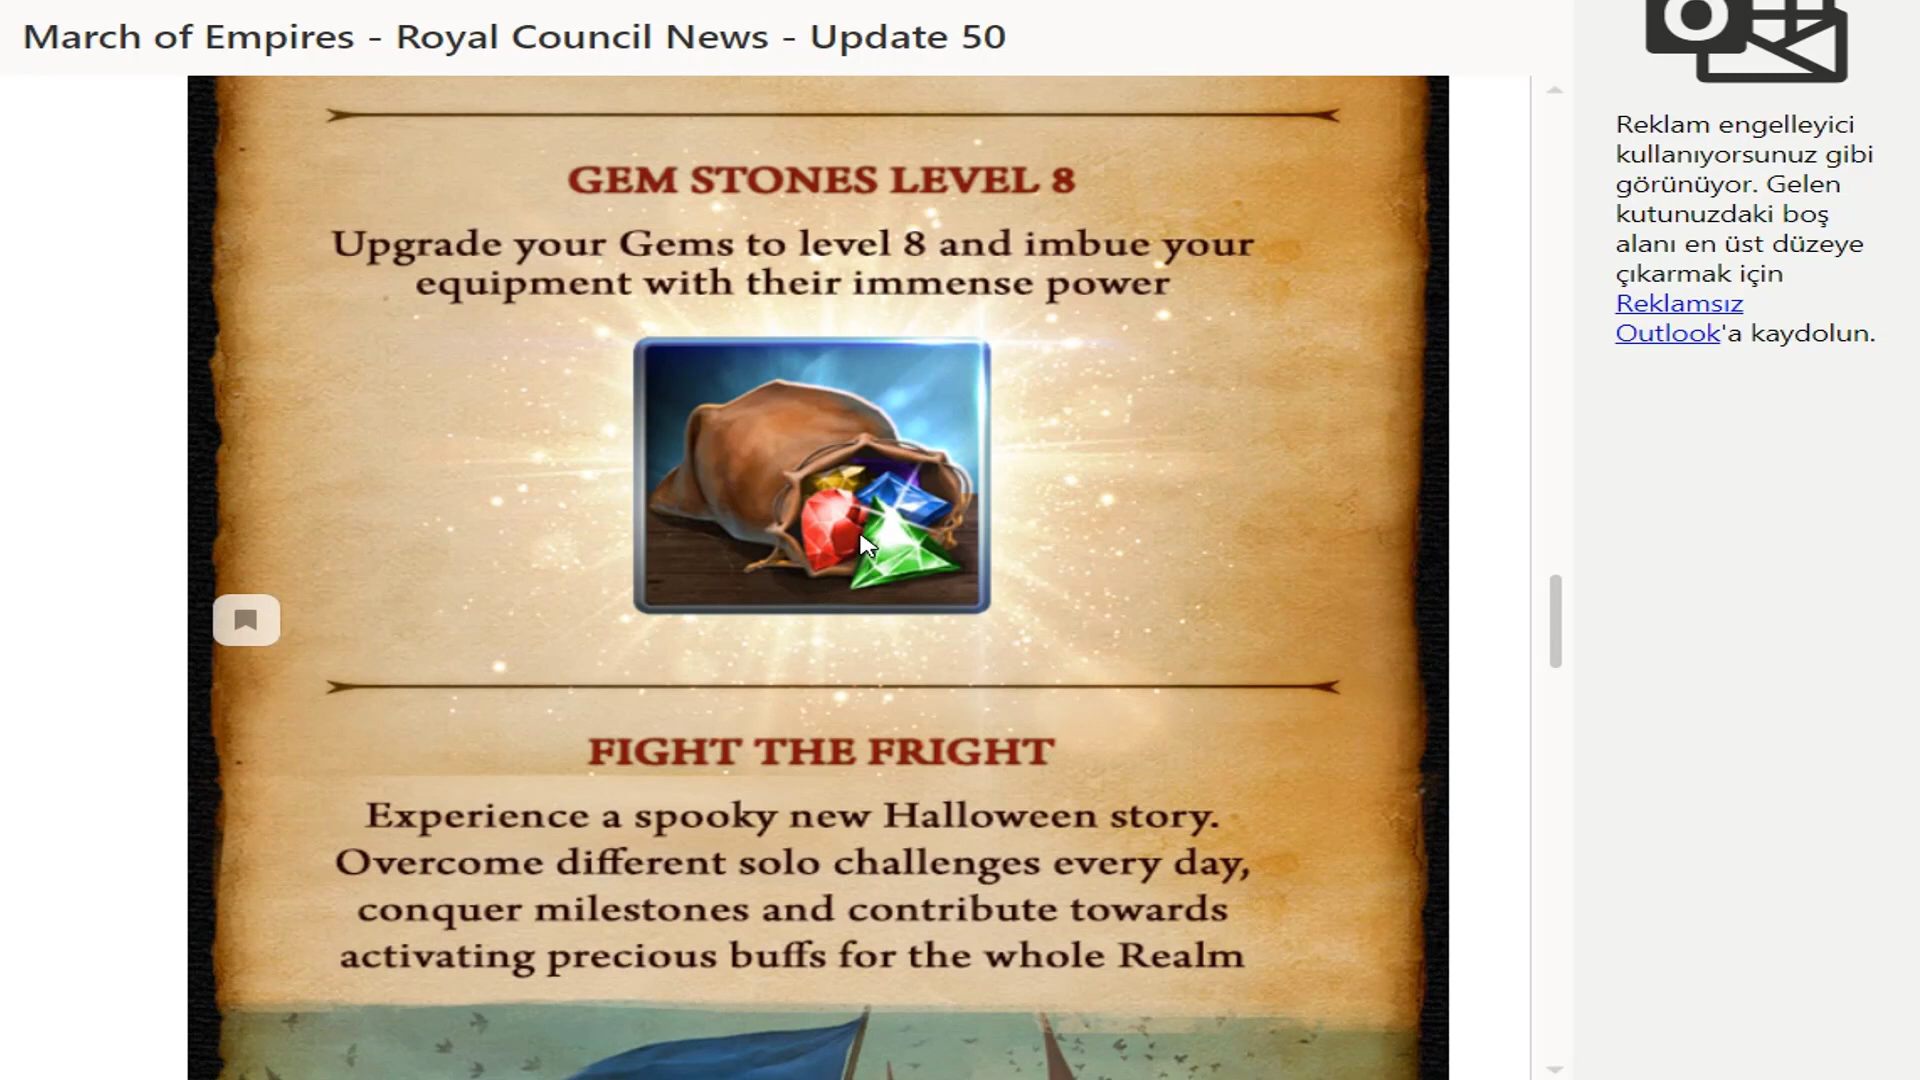 March of Empires - Royal Council News - Update 50
GEM STONES LEVEL 8
Upgrade your Gems to level 8 and imbue your
equipment with their immense power
FIGHT THE FRIGHT
Experience a spooky new Halloween story.
Overcome different solo challenges every day,
conquer milestones and contribute towards
activating precious buffs for the whole Realm
Reklam engelleyici
kullanıyorsunuz gibi
görünüyor. Gelen
kutunuzdaki boş
alanı en üst düzeye
çıkarmak için
Reklamsız
Outlook'a kaydolun.